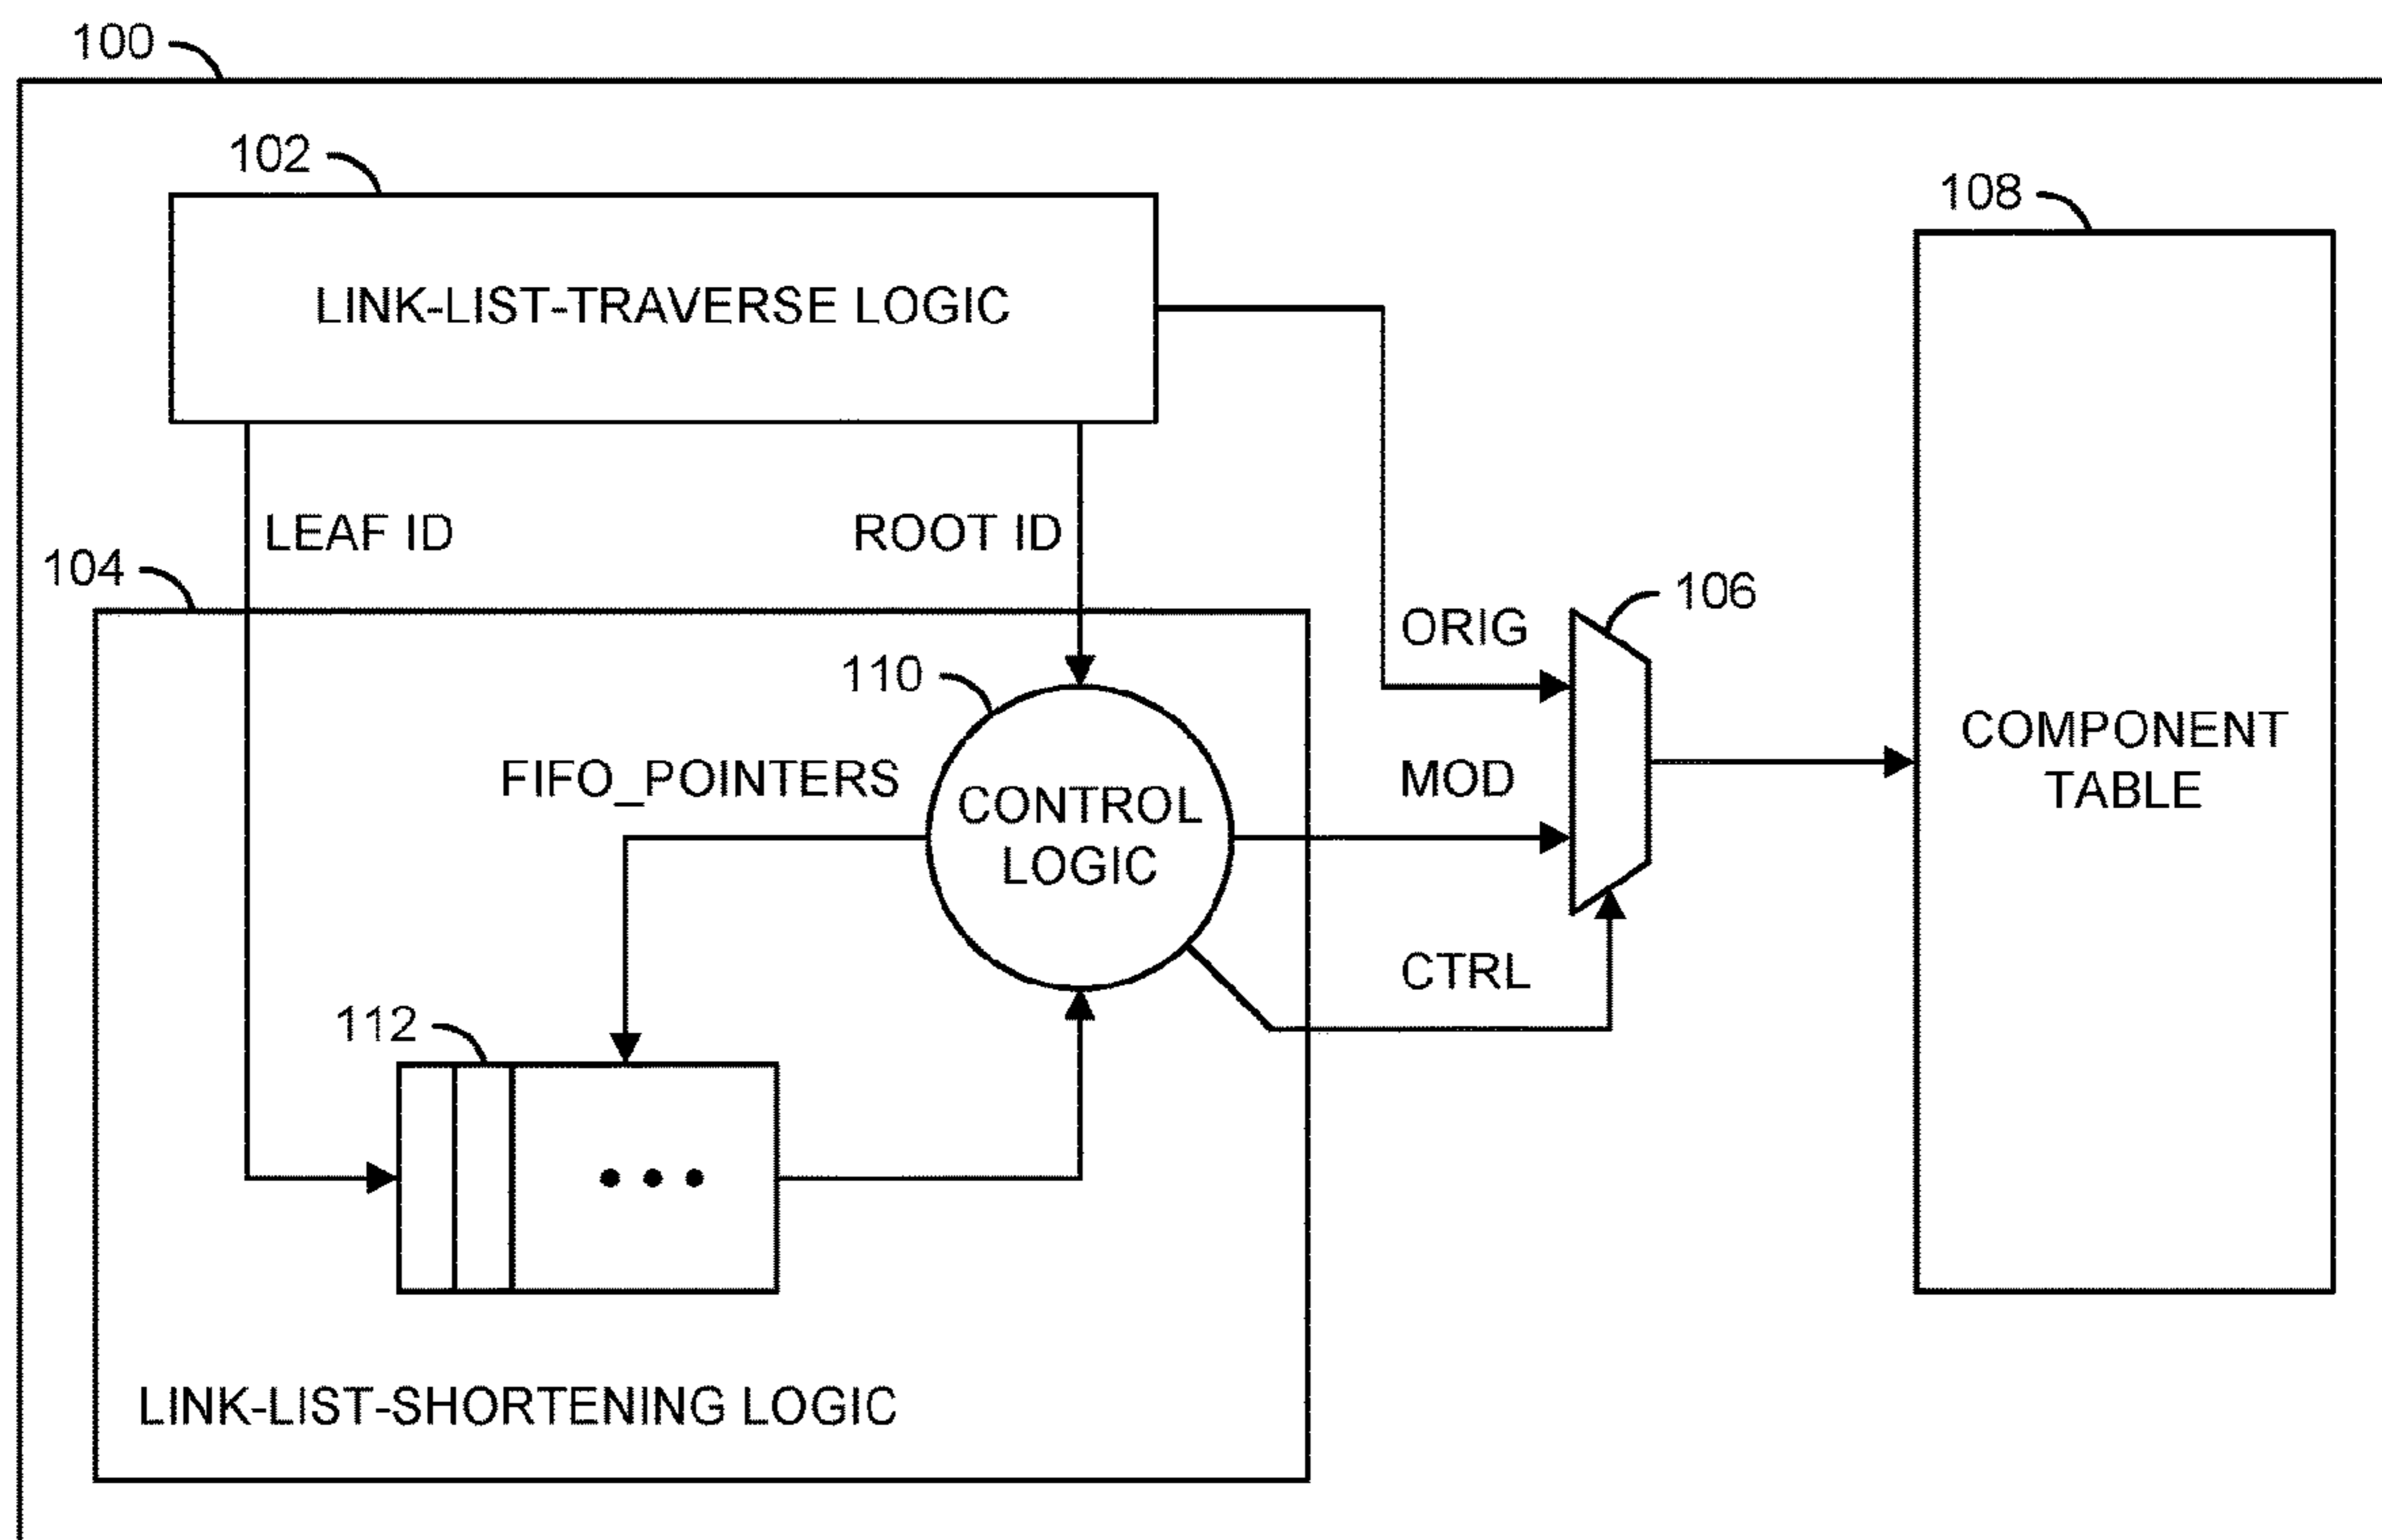 100
102
108
LINK-LIST-TRAVERSE LOGIC
LEAF ID
ROOT ID
104
106
ORIG
110
FIFO_POINTERS
CONTROL
LOGIC
MOD
COMPONENT
TABLE
CTRL
112
LINK-LIST-SHORTENING LOGIC